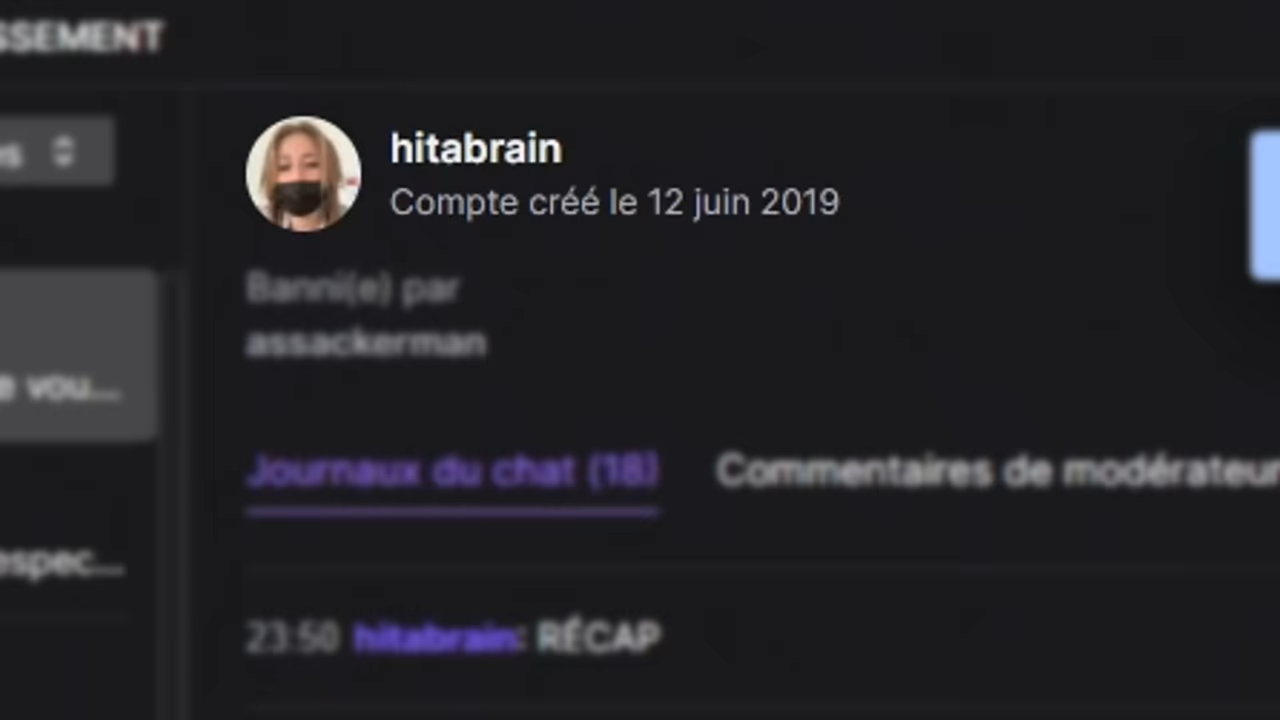 SSEMENT
hitabrain
Compte créé le 12 juin 2019
Banni(e) par
assackerman
e vou...
Journaux du chat (18)
Commentaires de modérateur
espec...
23:50 hitabrain: RÉCAP